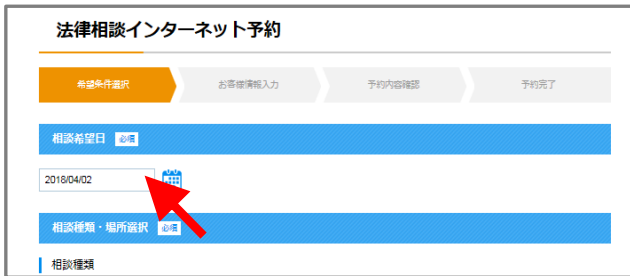 法律相談インターネット予約
希望条件選択 お客様情報入力 予約内容確認 予約完了
相談希望日 必須
2018/04/02
相談種類・場所選択 必須
相談種類